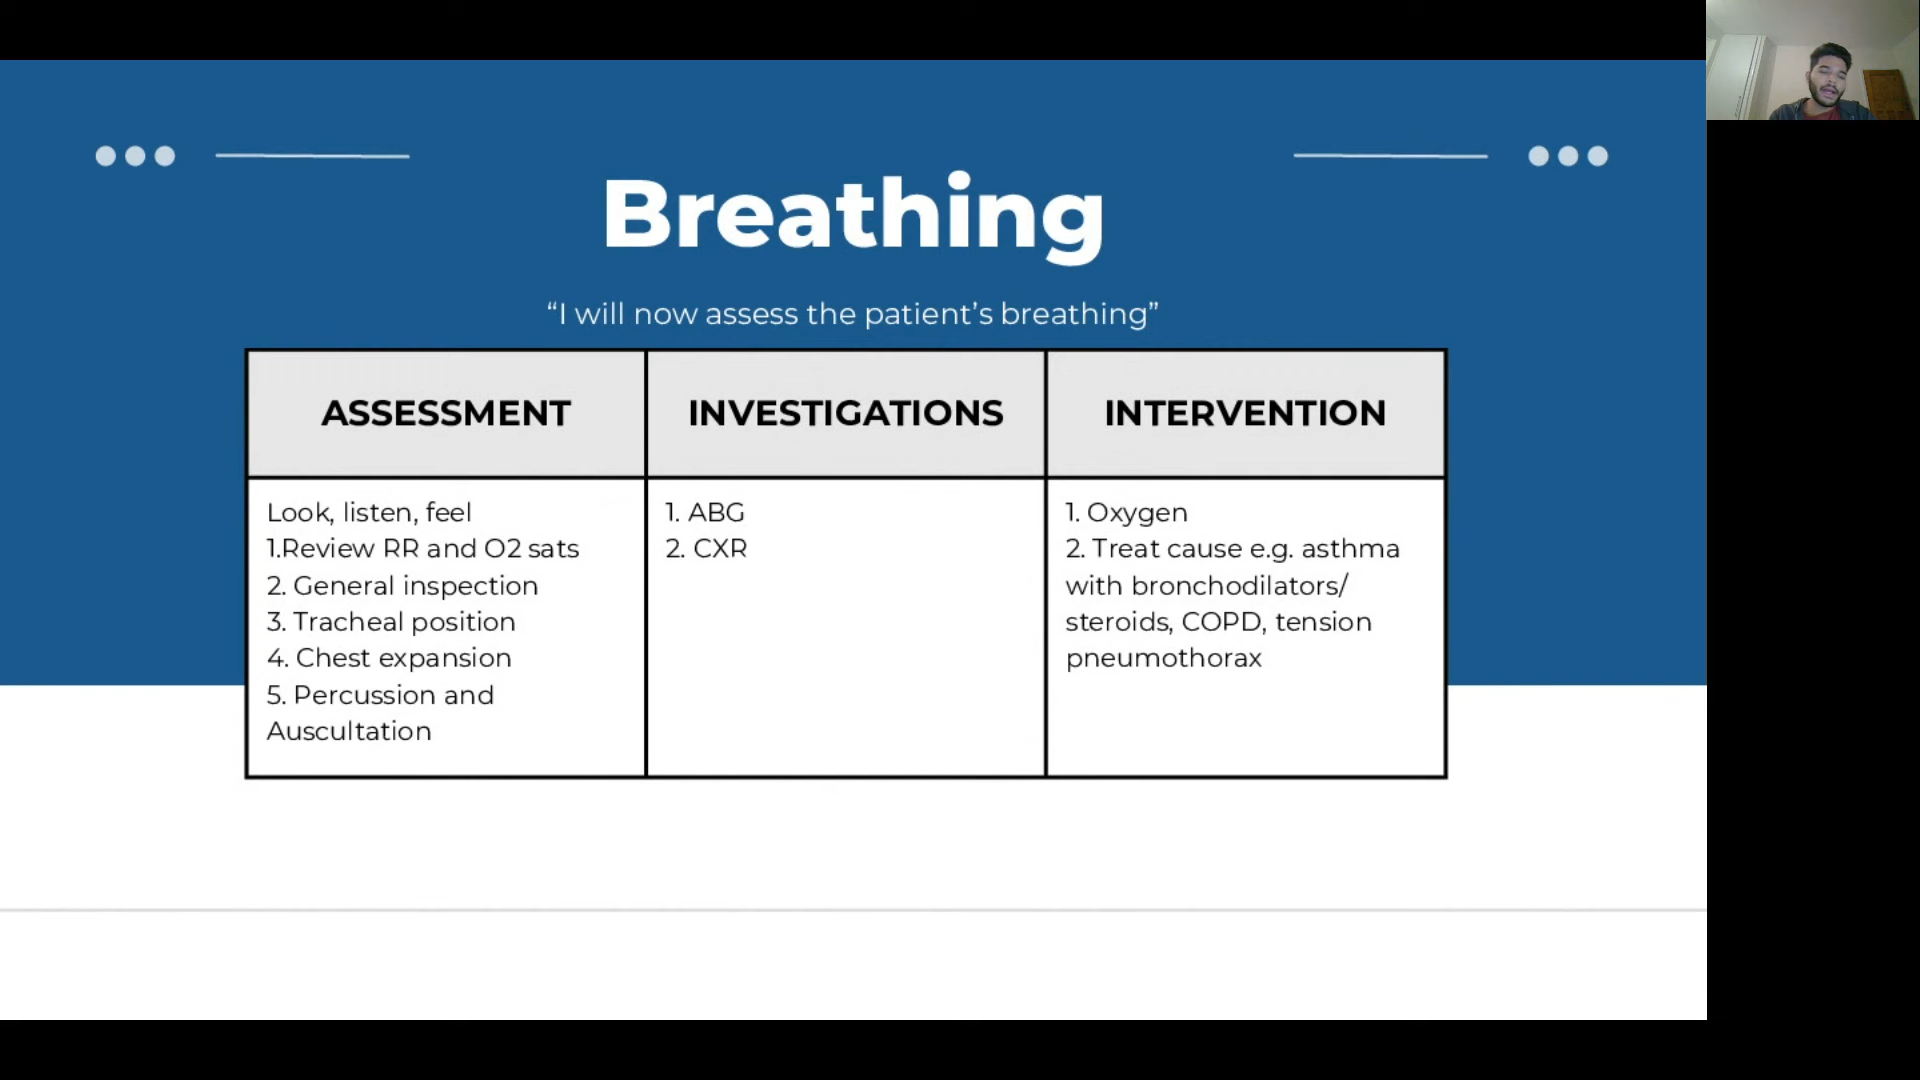 Breathing
“I will now assess the patient’s breathing”
ASSESSMENT
INVESTIGATIONS
INTERVENTION
Look, listen, feel
1.Review RR and O2 sats
2. General inspection
3. Tracheal position
4. Chest expansion
5. Percussion and
Auscultation
1. ABG
2. CXR
1. Oxygen
2. Treat cause e.g. asthma
with bronchodilators/
steroids, COPD, tension
pneumothorax